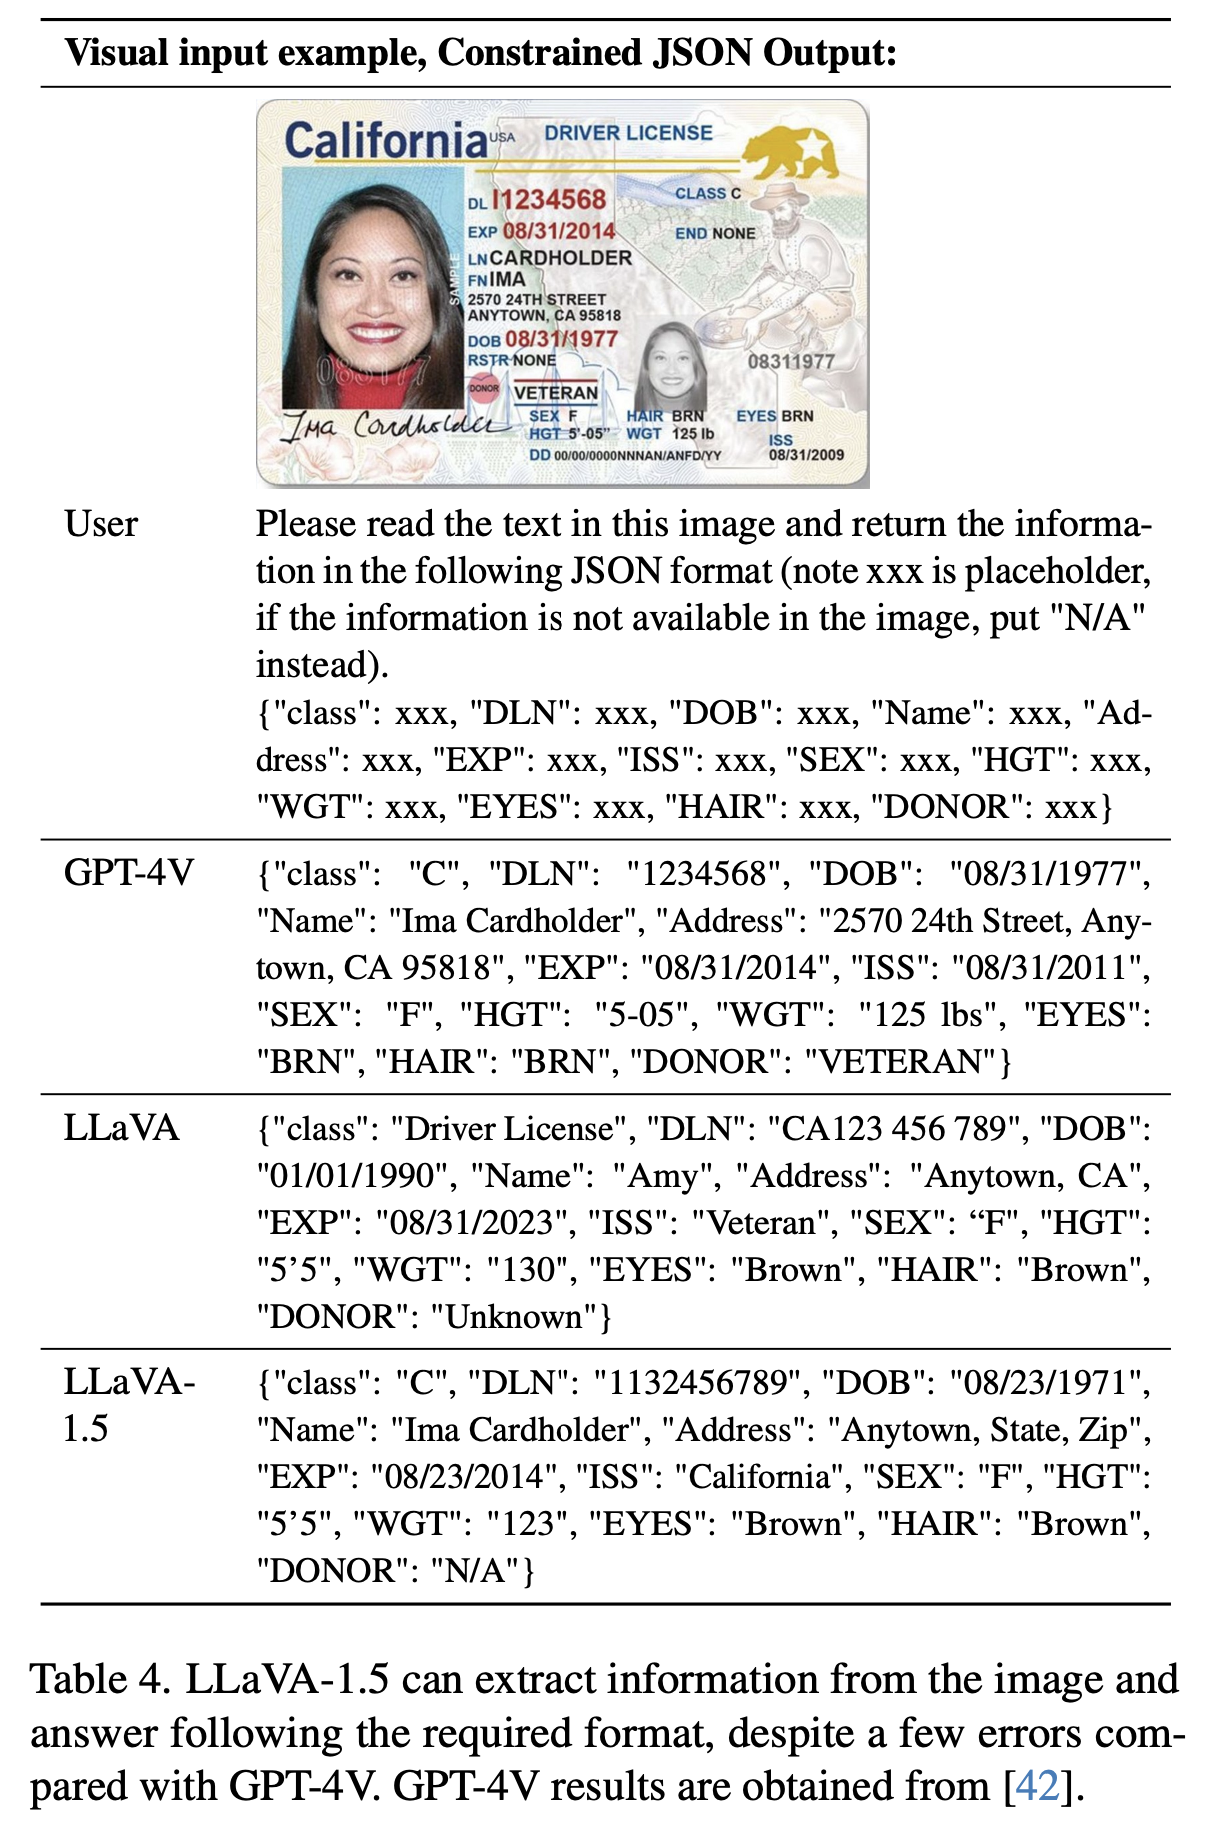 Visual input example, Constrained JSON Output:
California USA DRIVER LICENSE
DL I1234568 CLASS C
EXP 08/31/2014 END NONE
LN CARDHOLDER
FN IMA
2570 24TH STREET
ANYTOWN, CA 95818
DOB 08/31/1977
RSTR NONE 08311977
SAMPLE
083177
DONOR
VETERAN
SEX F HAIR BRN EYES BRN
HGT 5'-05" WGT 125 lb ISS
DD 00/00/0000NNNAN/ANFD/YY 08/31/2009
Ima Cardholder
User Please read the text in this image and return the informa-
tion in the following JSON format (note xxx is placeholder,
if the information is not available in the image, put "N/A"
instead).
{"class": xxx, "DLN": xxx, "DOB": xxx, "Name": xxx, "Ad-
dress": xxx, "EXP": xxx, "ISS": xxx, "SEX": xxx, "HGT": xxx,
"WGT": xxx, "EYES": xxx, "HAIR": xxx, "DONOR": xxx}
GPT-4V {"class": "C", "DLN": "1234568", "DOB": "08/31/1977",
"Name": "Ima Cardholder", "Address": "2570 24th Street, Any-
town, CA 95818", "EXP": "08/31/2014", "ISS": "08/31/2011",
"SEX": "F", "HGT": "5-05", "WGT": "125 lbs", "EYES":
"BRN", "HAIR": "BRN", "DONOR": "VETERAN"}
LLaVA {"class": "Driver License", "DLN": "CA123 456 789", "DOB":
"01/01/1990", "Name": "Amy", "Address": "Anytown, CA",
"EXP": "08/31/2023", "ISS": "Veteran", "SEX": “F", "HGT":
"5’5", "WGT": "130", "EYES": "Brown", "HAIR": "Brown",
"DONOR": "Unknown"}
LLaVA- {"class": "C", "DLN": "1132456789", "DOB": "08/23/1971",
1.5 "Name": "Ima Cardholder", "Address": "Anytown, State, Zip",
"EXP": "08/23/2014", "ISS": "California", "SEX": "F", "HGT":
"5’5", "WGT": "123", "EYES": "Brown", "HAIR": "Brown",
"DONOR": "N/A"}
Table 4. LLaVA-1.5 can extract information from the image and
answer following the required format, despite a few errors com-
pared with GPT-4V. GPT-4V results are obtained from [42].